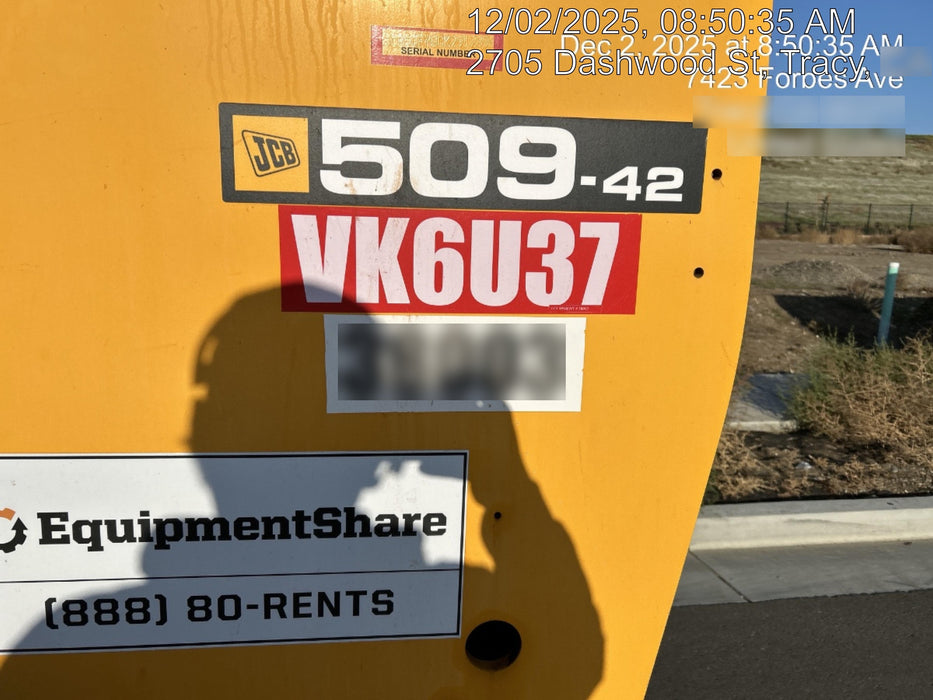 12/02/2025, 08:50:35 AM
Dec 2, 2025 at 8:50:35 AM
2705 Dashwood St, Tracy,
7423 Forbes Ave
SERIAL NUMBER
JCB
509-42
VK6U37
EquipmentShare
(888) 80-RENTS